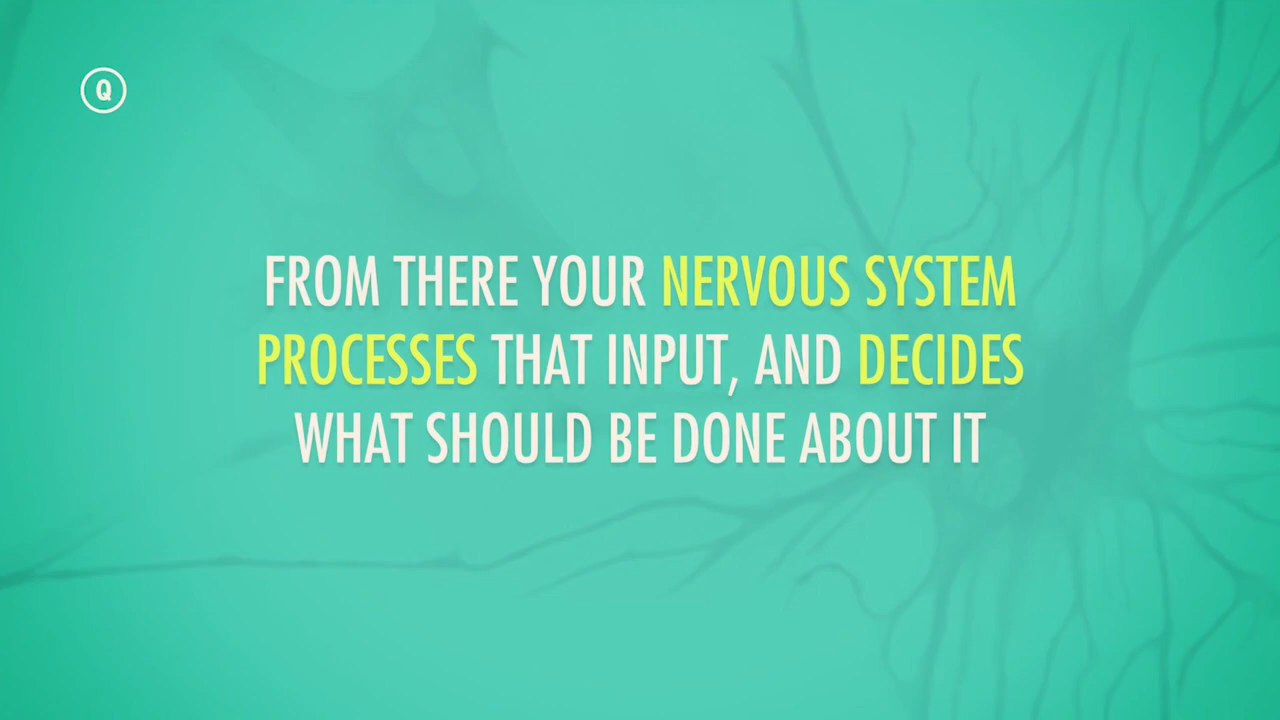 Q
FROM THERE YOUR NERVOUS SYSTEM
PROCESSES THAT INPUT, AND DECIDES
WHAT SHOULD BE DONE ABOUT IT